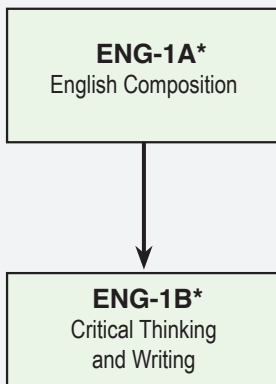 ENG-1A*
English Composition
ENG-1B*
Critical Thinking
and Writing